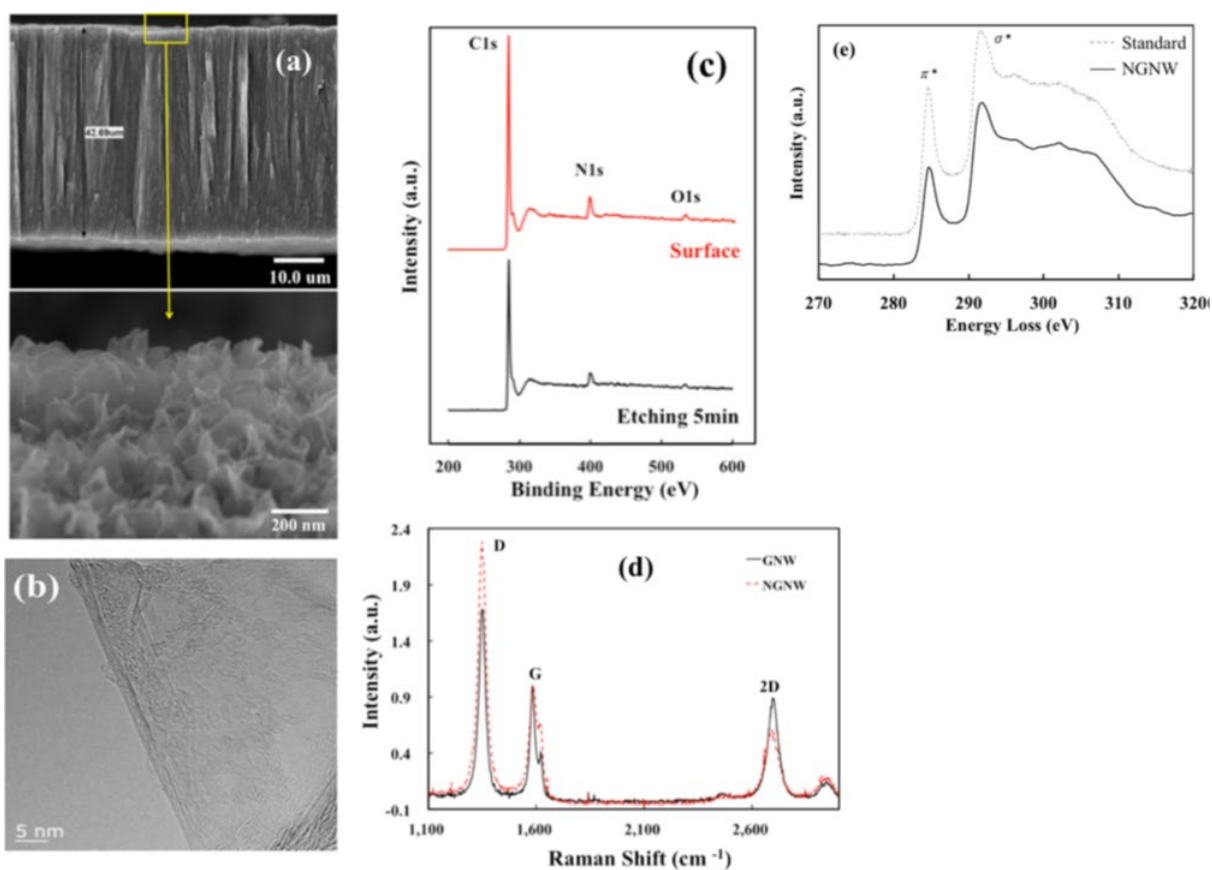 (a)
42.69um
10.0 um
200 nm
(b)
5 nm
(c)
C1s
N1s
O1s
Surface
Etching 5min
Intensity (a.u.)
200 300 400 500 600
Binding Energy (eV)
(d)
D
G
2D
GNW
NGNW
Intensity (a.u.)
2.4
1.9
1.4
0.9
0.4
-0.1
1,100 1,600 2,100 2,600
Raman Shift (cm -1)
(e)
π*
σ*
Standard
NGNW
Intensity (a.u.)
270 280 290 300 310 3200
Energy Loss (eV)